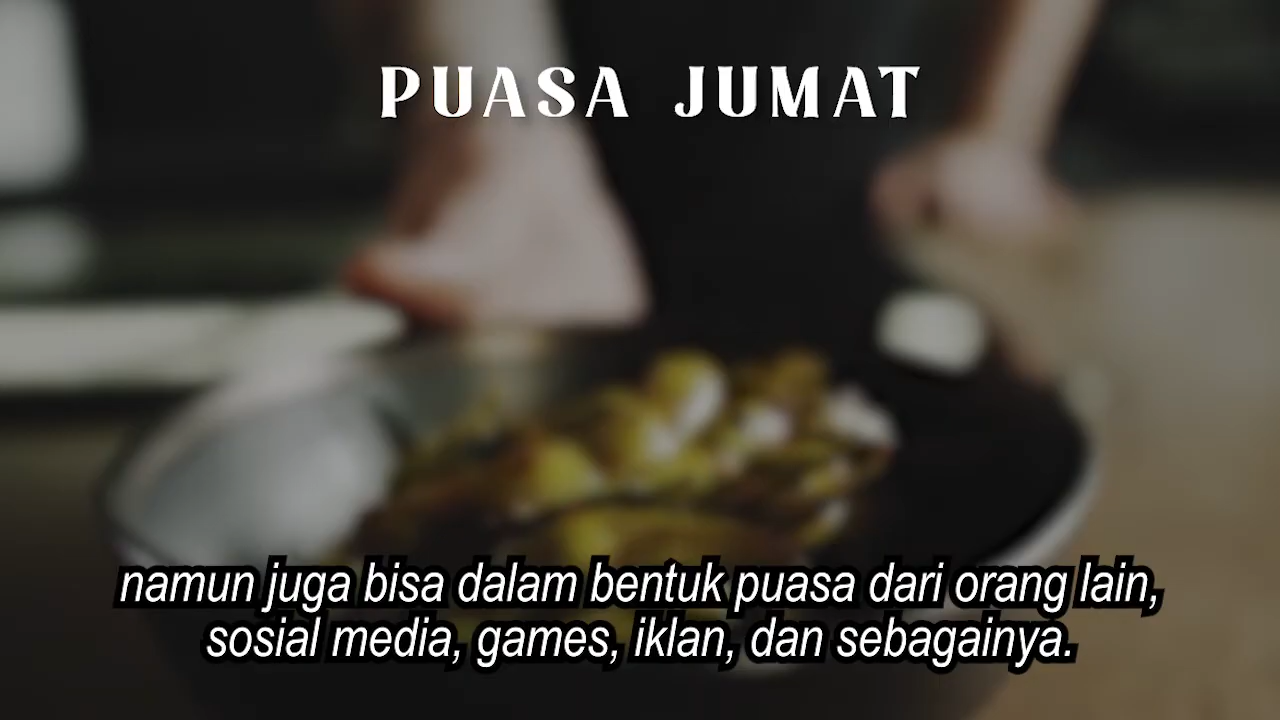 PUASA JUMAT
namun juga bisa dalam bentuk puasa dari orang lain,
sosial media, games, iklan, dan sebagainya.